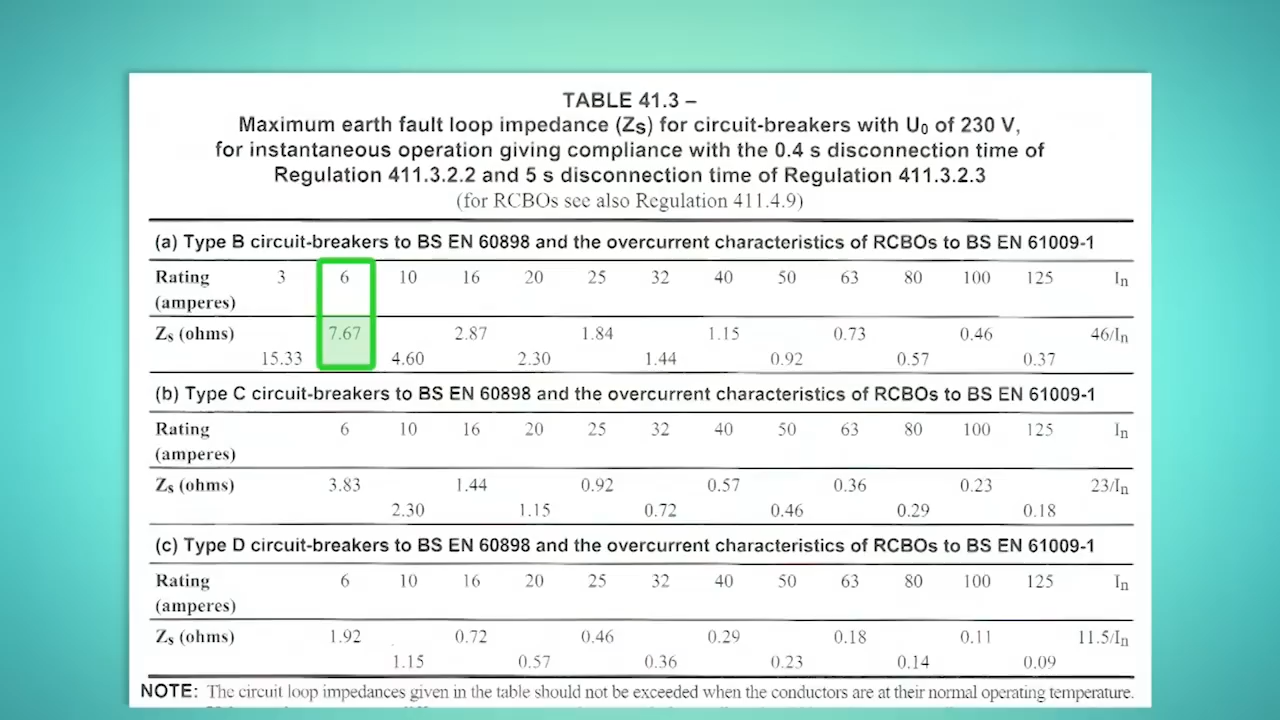 TABLE 41.3 –
Maximum earth fault loop impedance (Zs) for circuit-breakers with U0 of 230 V,
for instantaneous operation giving compliance with the 0.4 s disconnection time of
Regulation 411.3.2.2 and 5 s disconnection time of Regulation 411.3.2.3
(for RCBOs see also Regulation 411.4.9)
(a) Type B circuit-breakers to BS EN 60898 and the overcurrent characteristics of RCBOs to BS EN 61009-1
Rating 3 6 10 16 20 25 32 40 50 63 80 100 125 In
(amperes)
Zs (ohms) 7.67 2.87 1.84 1.15 0.73 0.46 46/In
15.33 4.60 2.30 1.44 0.92 0.57 0.37
(b) Type C circuit-breakers to BS EN 60898 and the overcurrent characteristics of RCBOs to BS EN 61009-1
Rating 6 10 16 20 25 32 40 50 63 80 100 125 In
(amperes)
Zs (ohms) 3.83 1.44 0.92 0.57 0.36 0.23 23/In
2.30 1.15 0.72 0.46 0.29 0.18
(c) Type D circuit-breakers to BS EN 60898 and the overcurrent characteristics of RCBOs to BS EN 61009-1
Rating 6 10 16 20 25 32 40 50 63 80 100 125 In
(amperes)
Zs (ohms) 1.92 0.72 0.46 0.29 0.18 0.11 11.5/In
1.15 0.57 0.36 0.23 0.14 0.09
NOTE: The circuit loop impedances given in the table should not be exceeded when the conductors are at their normal operating temperature.